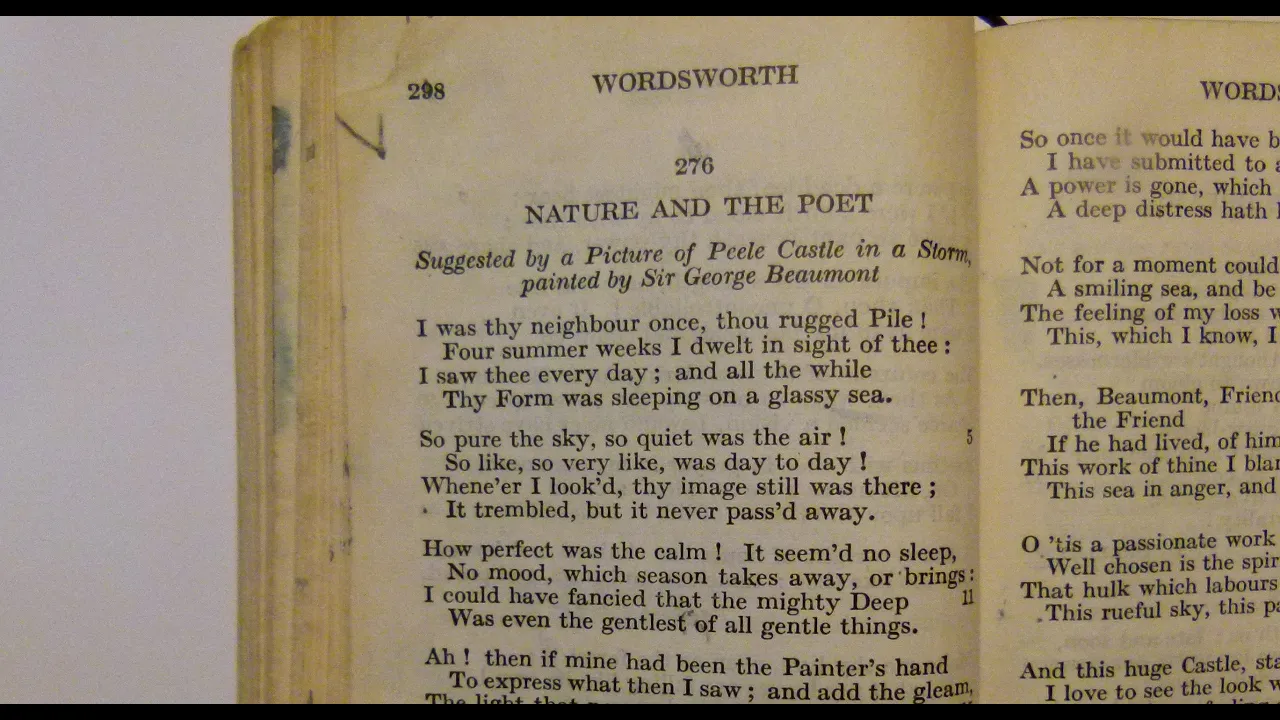 298
WORDSWORTH
276
NATURE AND THE POET
Suggested by a Picture of Peele Castle in a Storm,
painted by Sir George Beaumont
I was thy neighbour once, thou rugged Pile !
Four summer weeks I dwelt in sight of thee :
I saw thee every day ; and all the while
Thy Form was sleeping on a glassy sea.
So pure the sky, so quiet was the air ! 5
So like, so very like, was day to day !
Whene'er I look'd, thy image still was there ;
It trembled, but it never pass'd away.
How perfect was the calm ! It seem'd no sleep,
No mood, which season takes away, or brings :
I could have fancied that the mighty Deep 11
Was even the gentlest of all gentle things.
Ah ! then if mine had been the Painter's hand
To express what then I saw ; and add the gleam,
The light that
WORDS
So once it would have b
I have submitted to a
A power is gone, which
A deep distress hath
Not for a moment could
A smiling sea, and be
The feeling of my loss w
This, which I know, I
Then, Beaumont, Friend
the Friend
If he had lived, of him
This work of thine I blam
This sea in anger, and
O 'tis a passionate work
Well chosen is the spir
That hulk which labours
This rueful sky, this pa
And this huge Castle, sta
I love to see the look w